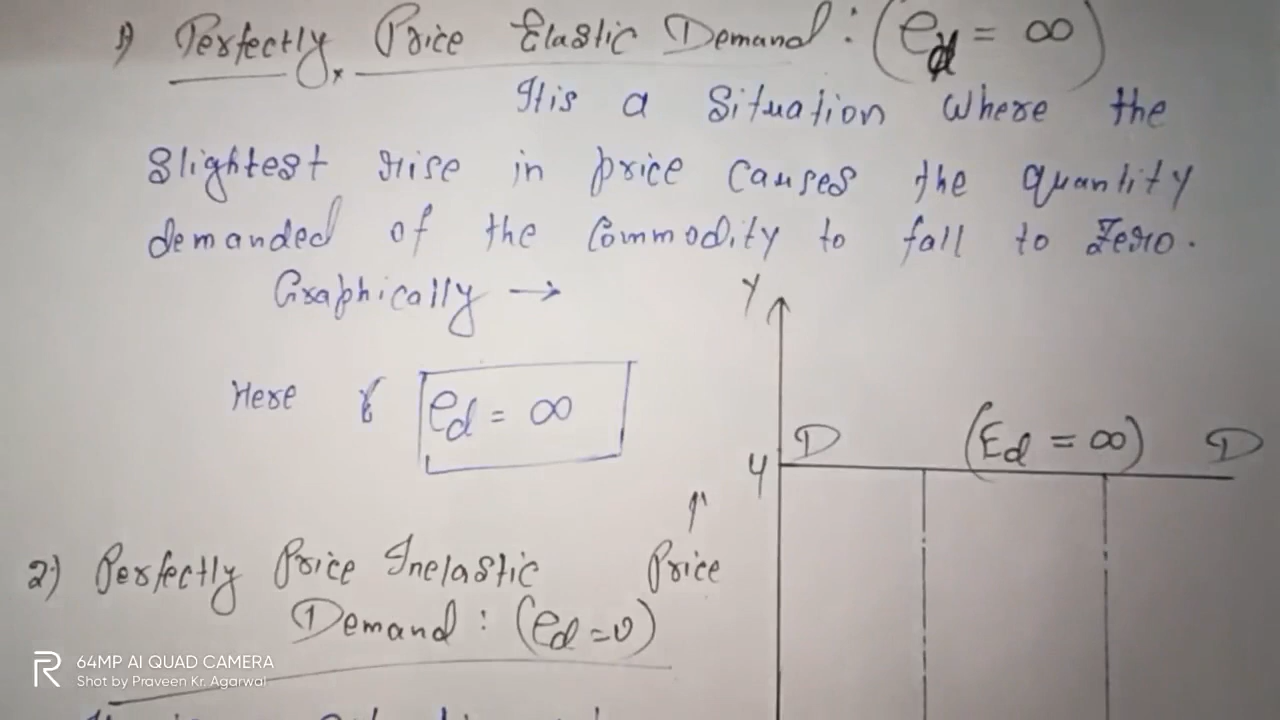 1) Perfectly Price Elastic Demand : (ed = ∞)
It is a situation where the
slightest rise in price causes the quantity
demanded of the commodity to fall to zero.
Graphically →
Y
Here ed = ∞
D (Ed = ∞) D
4
↑
2) Perfectly Price Inelastic
Price
Demand : (ed = 0)
64MP AI QUAD CAMERA
Shot by Praveen Kr. Agarwal